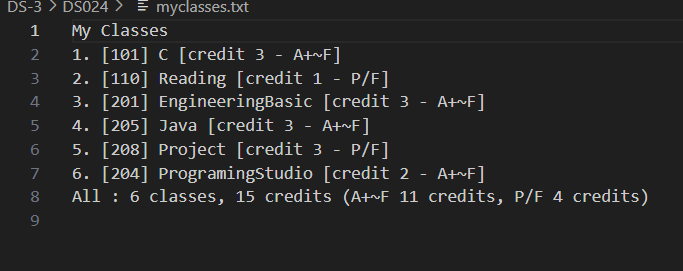 DS-3 > DS024 > myclasses.txt
1 My Classes
2 1. [101] C [credit 3 - A+~F]
3 2. [110] Reading [credit 1 - P/F]
4 3. [201] EngineeringBasic [credit 3 - A+~F]
5 4. [205] Java [credit 3 - A+~F]
6 5. [208] Project [credit 3 - P/F]
7 6. [204] ProgramingStudio [credit 2 - A+~F]
8 All : 6 classes, 15 credits (A+~F 11 credits, P/F 4 credits)
9